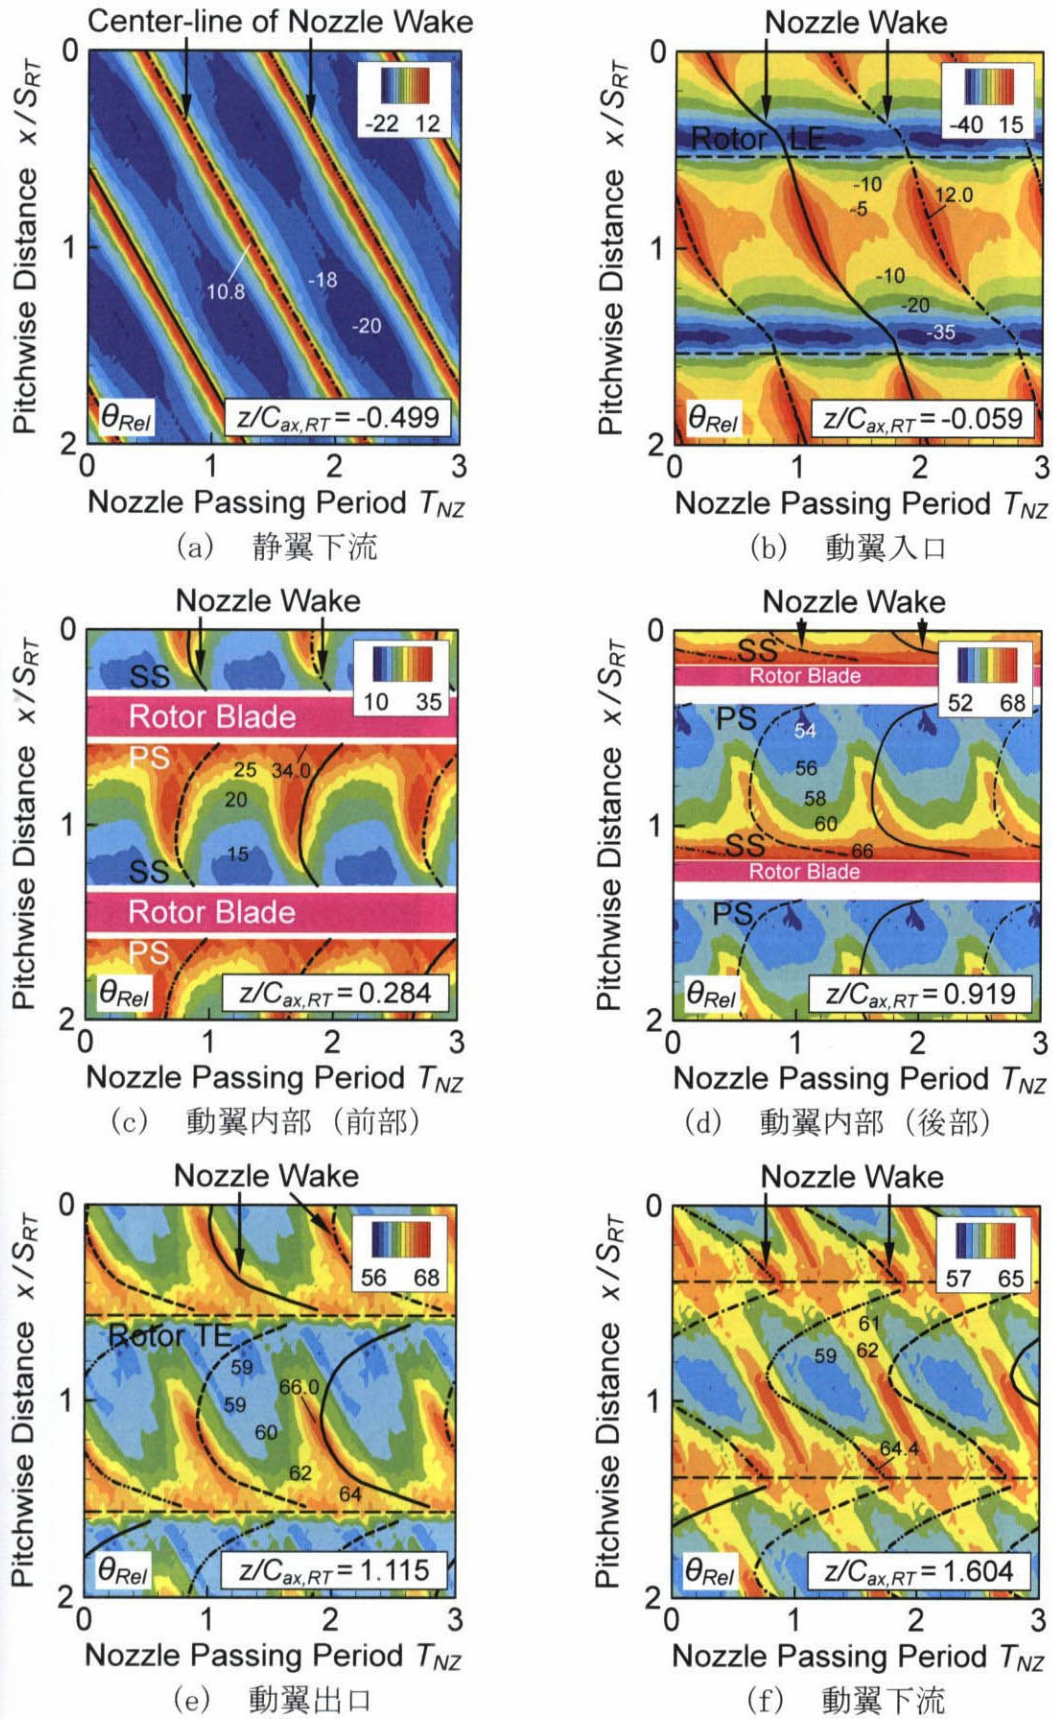 Center-line of Nozzle Wake
0
1
2
Pitchwise Distance x/S_RT
-22 12
10.8
-18
-20
θ_Rel
z/C_ax,RT = -0.499
0 1 2 3
Nozzle Passing Period T_NZ
(a) 静翼下流
Nozzle Wake
0
1
2
Pitchwise Distance x/S_RT
-40 15
Rotor LE
-10
-5
12.0
-10
-20
-35
θ_Rel
z/C_ax,RT = -0.059
0 1 2 3
Nozzle Passing Period T_NZ
(b) 動翼入口
Nozzle Wake
0
1
2
Pitchwise Distance x/S_RT
10 35
SS
Rotor Blade
PS
25 34.0
20
15
SS
Rotor Blade
PS
θ_Rel
z/C_ax,RT = 0.284
0 1 2 3
Nozzle Passing Period T_NZ
(c) 動翼内部 (前部)
Nozzle Wake
0
1
2
Pitchwise Distance x/S_RT
52 68
SS
Rotor Blade
PS
54
56
58
60
SS 66
Rotor Blade
PS
θ_Rel
z/C_ax,RT = 0.919
0 1 2 3
Nozzle Passing Period T_NZ
(d) 動翼内部 (後部)
Nozzle Wake
0
1
2
Pitchwise Distance x/S_RT
56 68
Rotor TE
59
59
66.0
60
62
64
θ_Rel
z/C_ax,RT = 1.115
0 1 2 3
Nozzle Passing Period T_NZ
(e) 動翼出口
Nozzle Wake
0
1
2
Pitchwise Distance x/S_RT
57 65
61
59 62
64.4
θ_Rel
z/C_ax,RT = 1.604
0 1 2 3
Nozzle Passing Period T_NZ
(f) 動翼下流